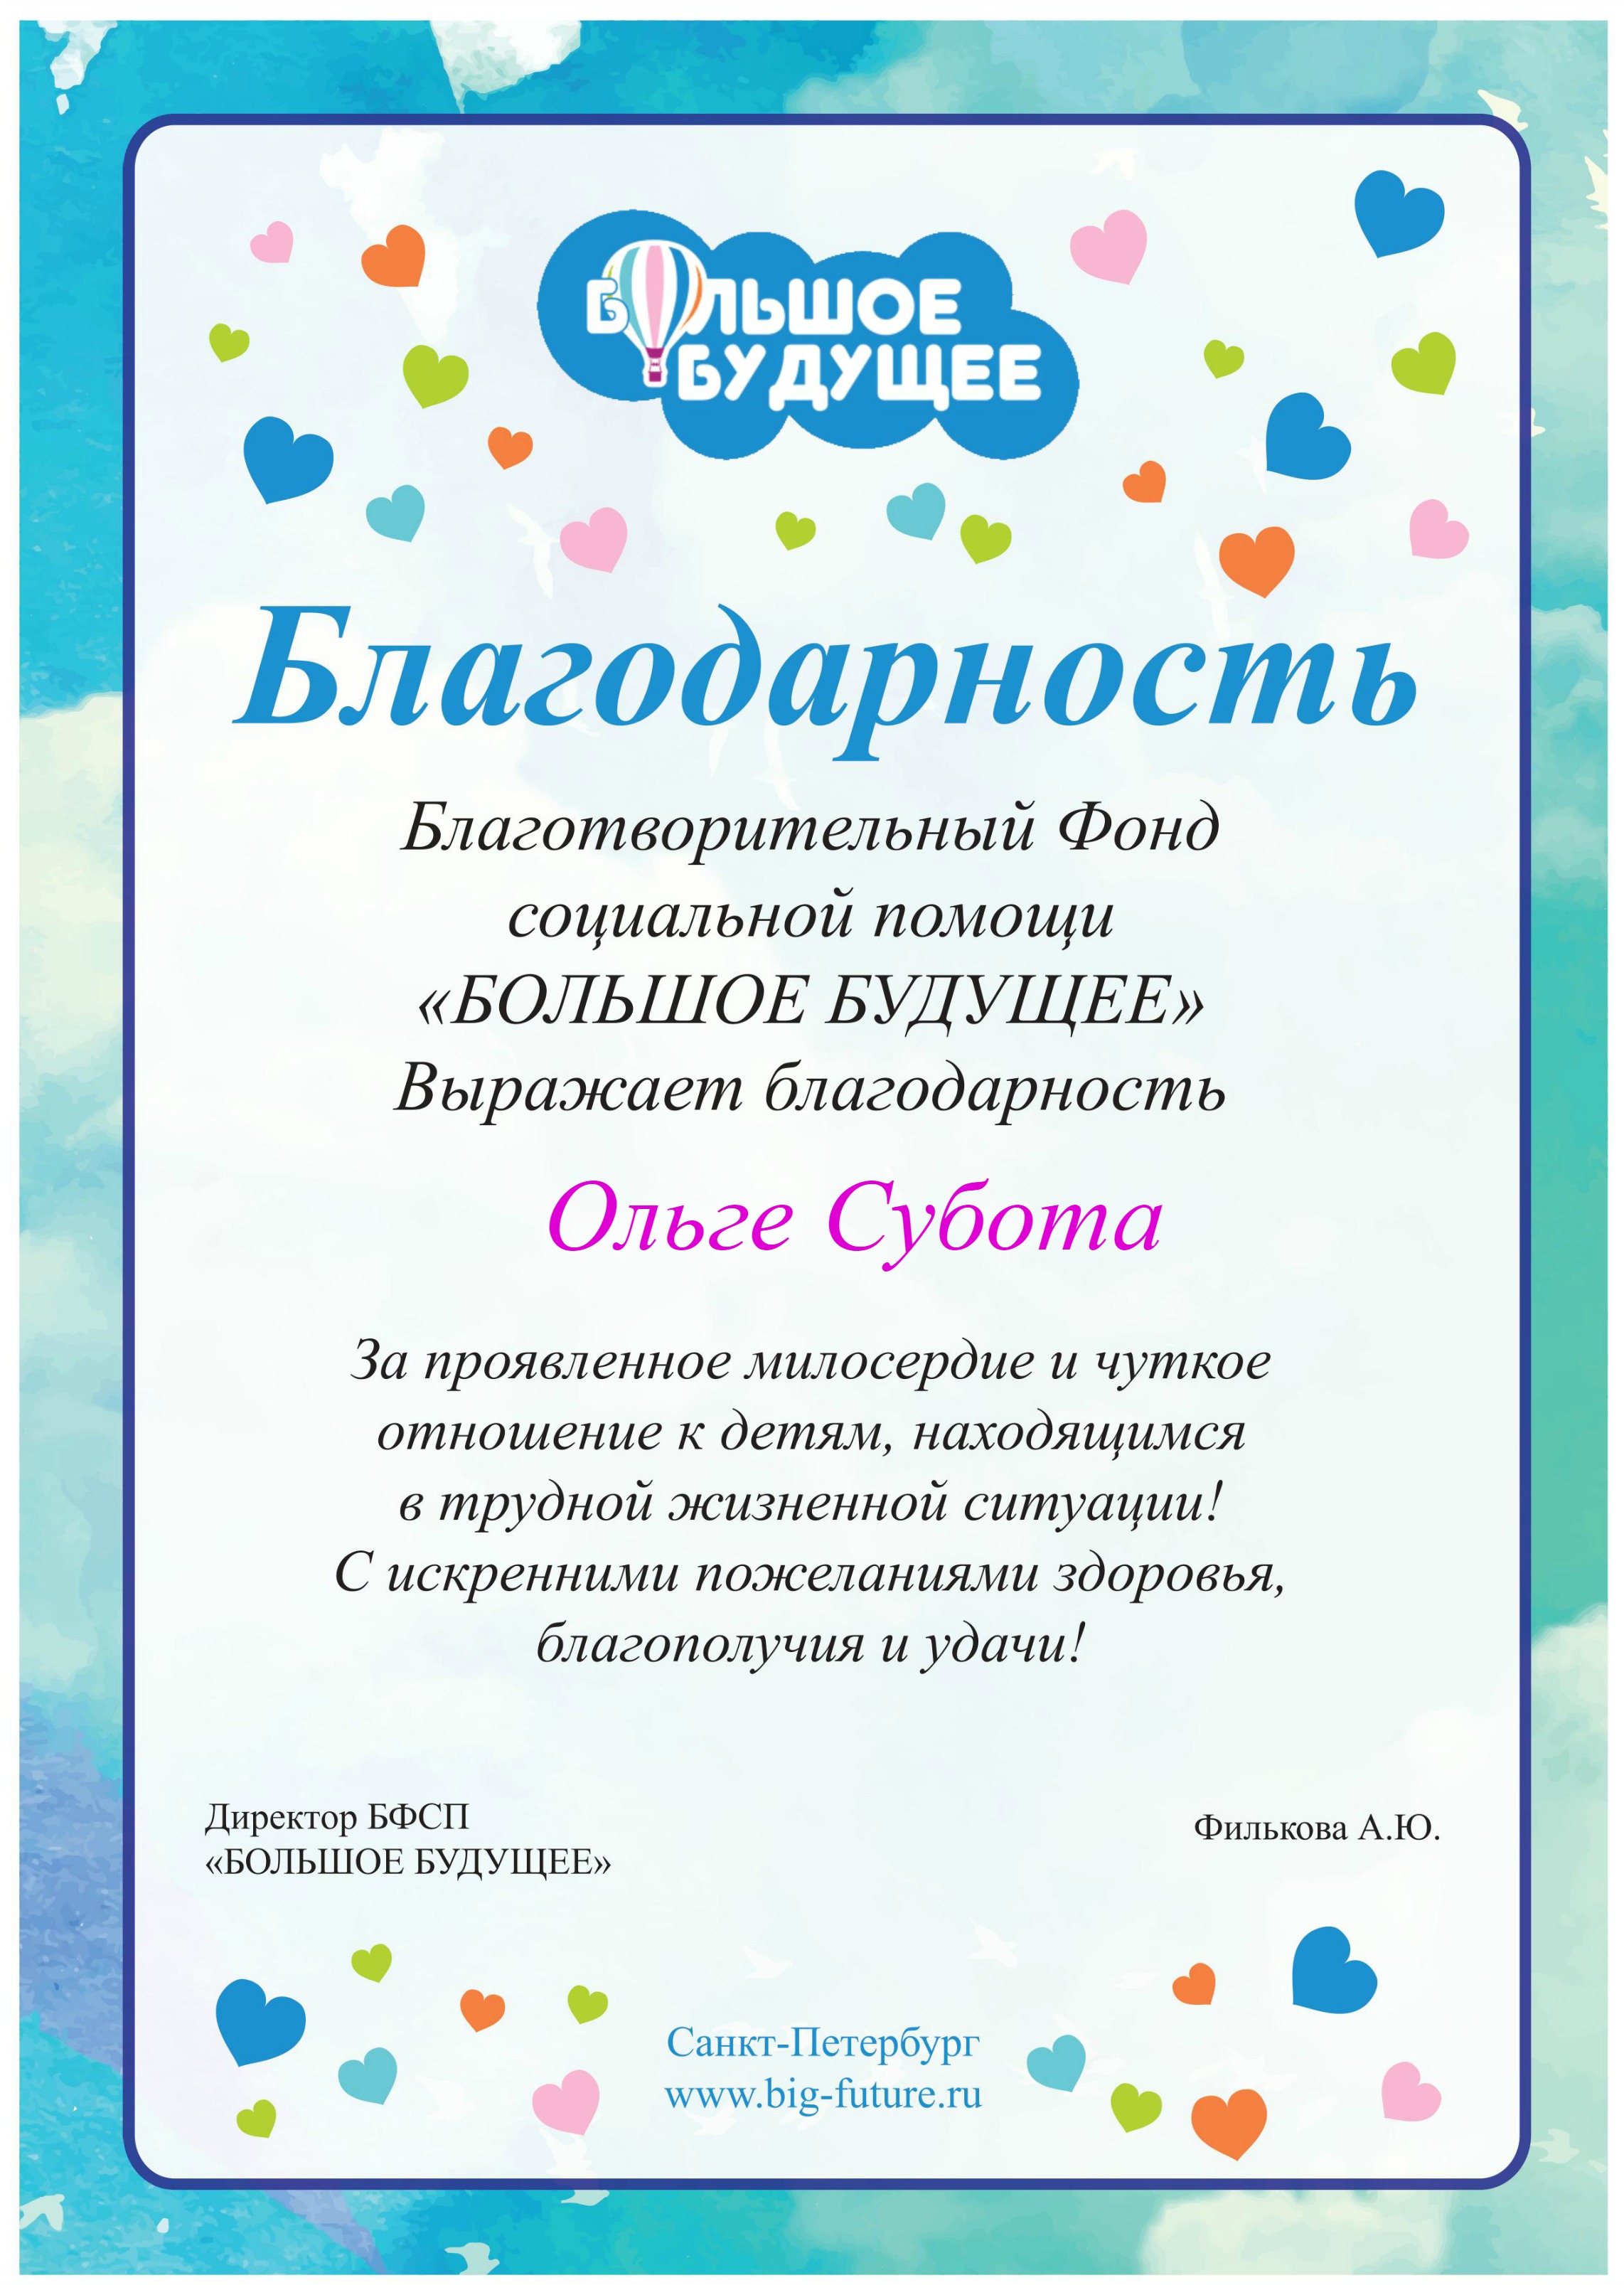 БОЛЬШОЕ
БУДУЩЕЕ
Благодарность
Благотворительный Фонд
социальной помощи
«БОЛЬШОЕ БУДУЩЕЕ»
Выражает благодарность
Ольге Субота
За проявленное милосердие и чуткое
отношение к детям, находящимся
в трудной жизненной ситуации!
С искренними пожеланиями здоровья,
благополучия и удачи!
Директор БФСП
«БОЛЬШОЕ БУДУЩЕЕ»
Филькова А.Ю.
Санкт-Петербург
www.big-future.ru